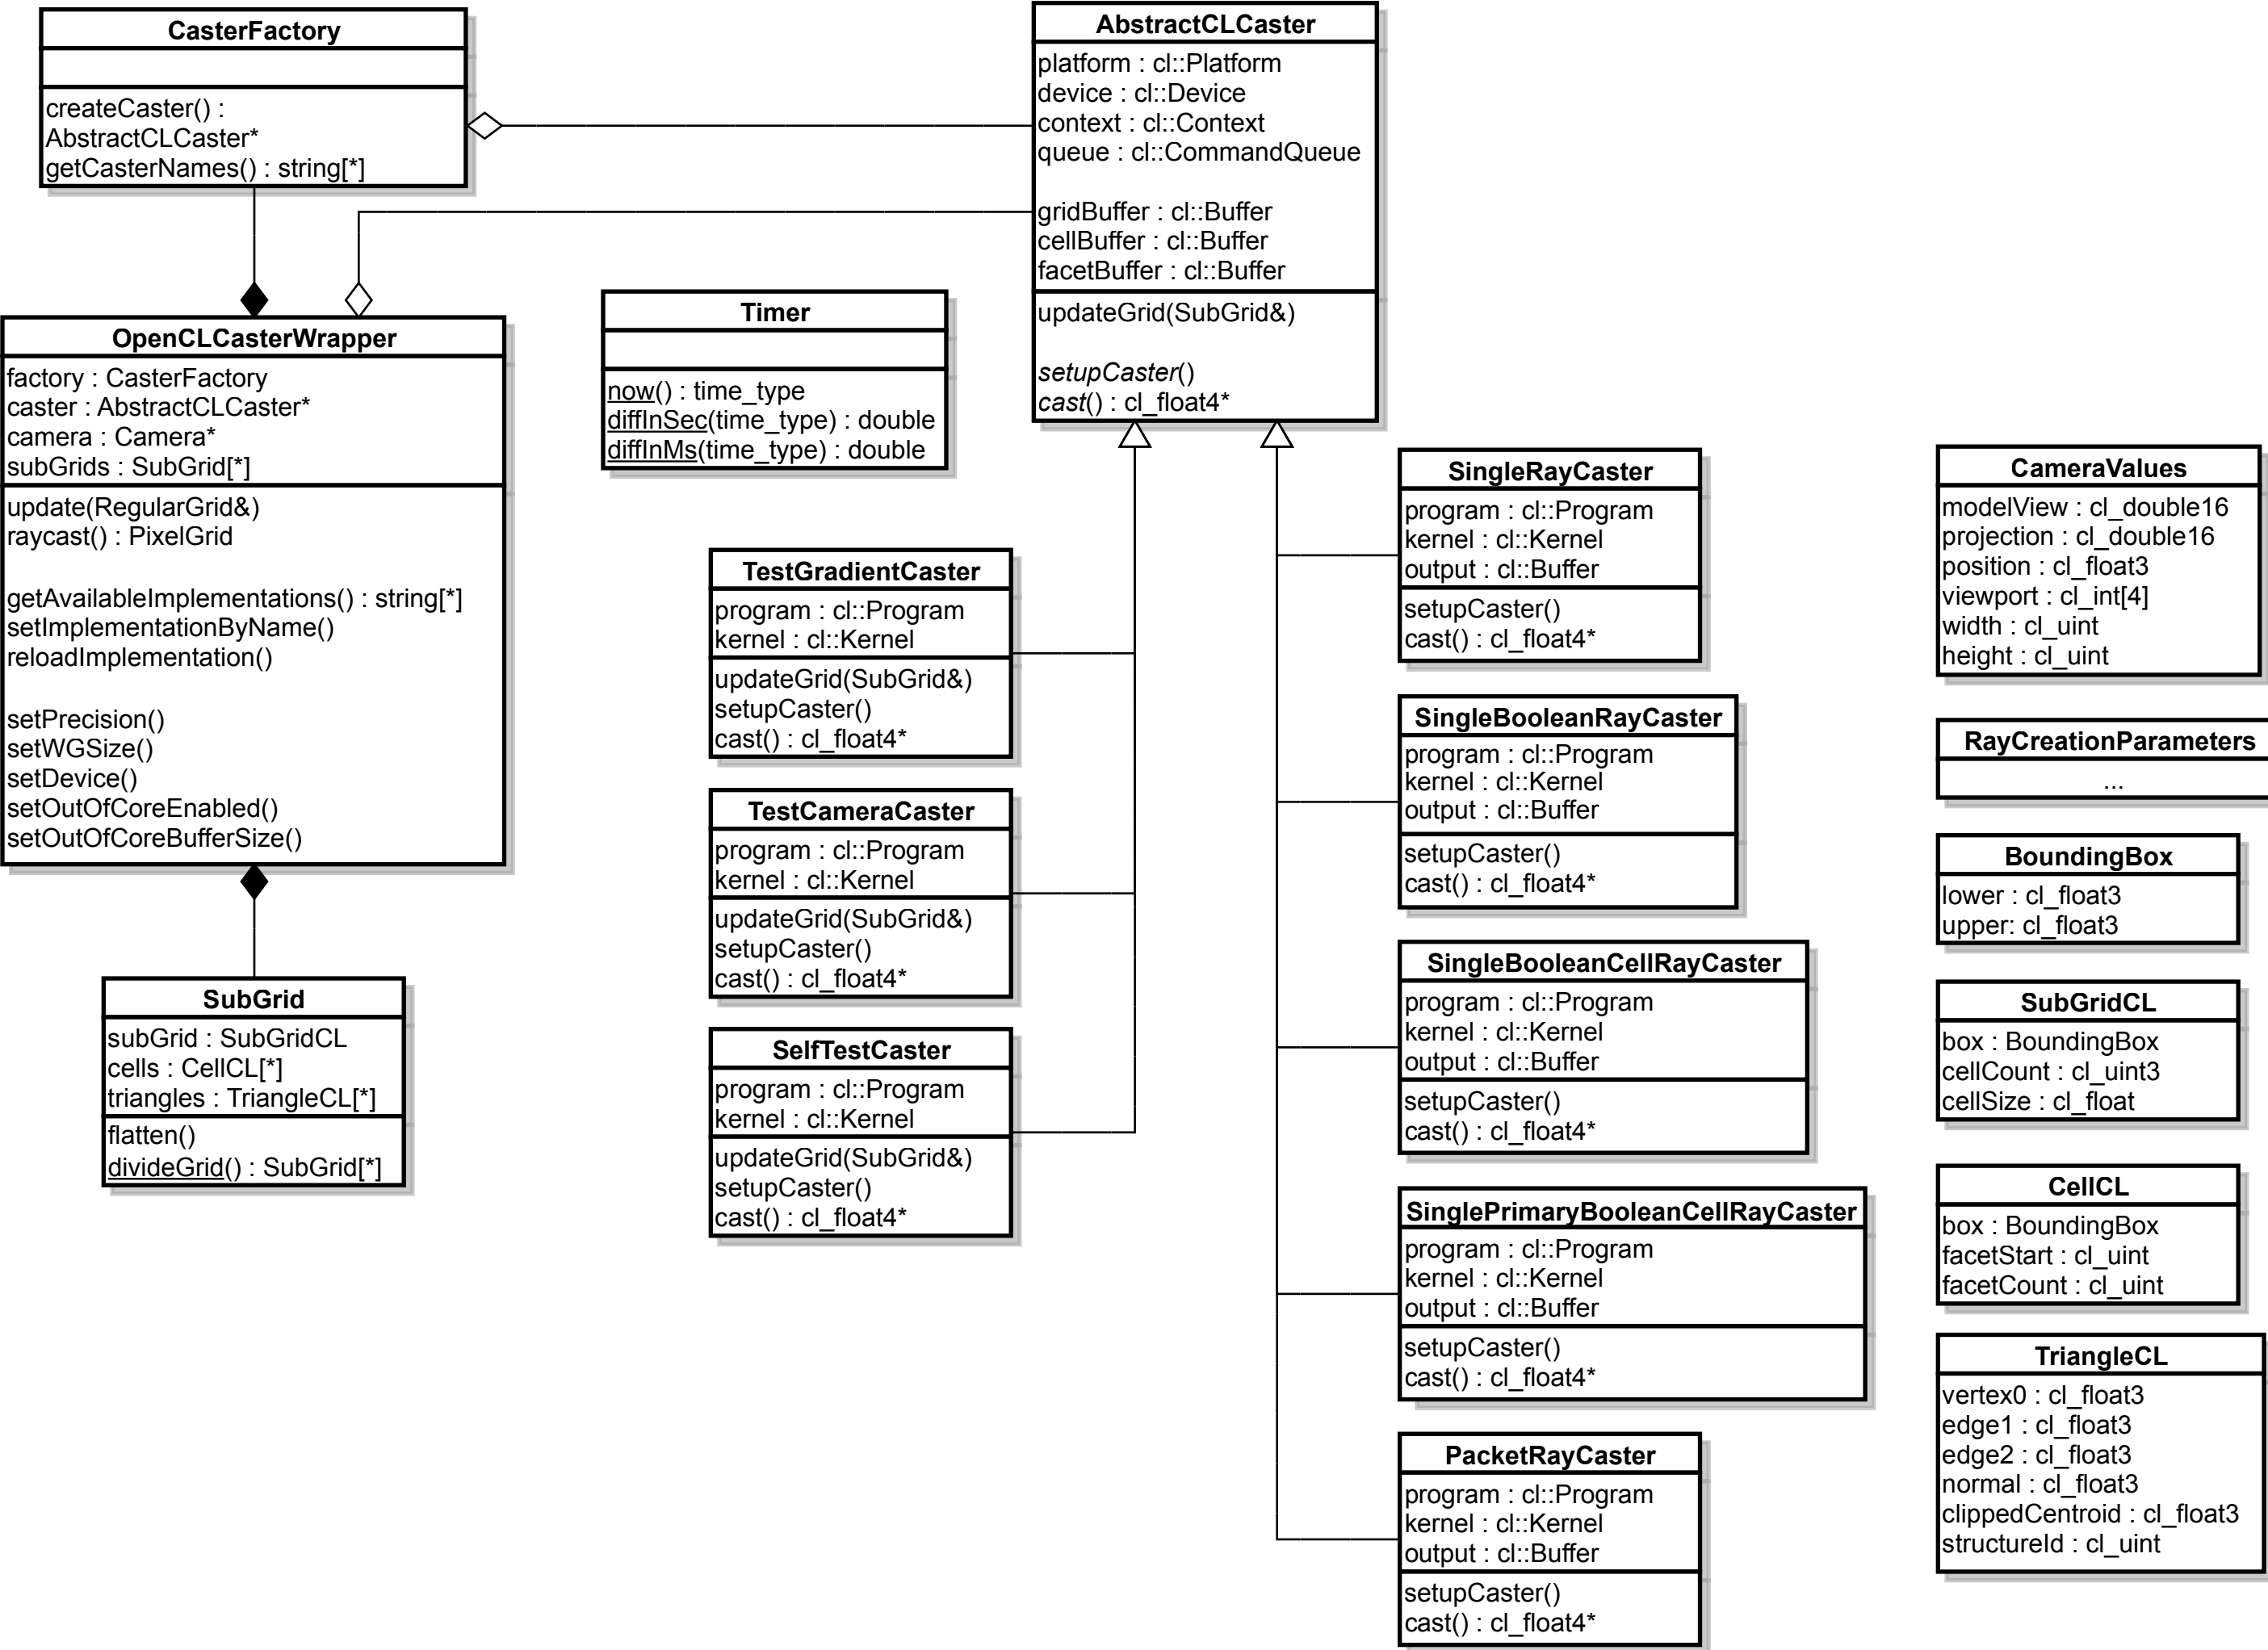 CasterFactory
createCaster() :
AbstractCLCaster*
getCasterNames() : string[*]
AbstractCLCaster
platform : cl::Platform
device : cl::Device
context : cl::Context
queue : cl::CommandQueue
gridBuffer : cl::Buffer
cellBuffer : cl::Buffer
facetBuffer : cl::Buffer
updateGrid(SubGrid&)
setupCaster()
cast() : cl_float4*
OpenCLCasterWrapper
factory : CasterFactory
caster : AbstractCLCaster*
camera : Camera*
subGrids : SubGrid[*]
update(RegularGrid&)
raycast() : PixelGrid
getAvailableImplementations() : string[*]
setImplementationByName()
reloadImplementation()
setPrecision()
setWGSize()
setDevice()
setOutOfCoreEnabled()
setOutOfCoreBufferSize()
Timer
now() : time_type
diffInSec(time_type) : double
diffInMs(time_type) : double
SubGrid
subGrid : SubGridCL
cells : CellCL[*]
triangles : TriangleCL[*]
flatten()
divideGrid() : SubGrid[*]
TestGradientCaster
program : cl::Program
kernel : cl::Kernel
updateGrid(SubGrid&)
setupCaster()
cast() : cl_float4*
TestCameraCaster
program : cl::Program
kernel : cl::Kernel
updateGrid(SubGrid&)
setupCaster()
cast() : cl_float4*
SelfTestCaster
program : cl::Program
kernel : cl::Kernel
updateGrid(SubGrid&)
setupCaster()
cast() : cl_float4*
SingleRayCaster
program : cl::Program
kernel : cl::Kernel
output : cl::Buffer
setupCaster()
cast() : cl_float4*
SingleBooleanRayCaster
program : cl::Program
kernel : cl::Kernel
output : cl::Buffer
setupCaster()
cast() : cl_float4*
SingleBooleanCellRayCaster
program : cl::Program
kernel : cl::Kernel
output : cl::Buffer
setupCaster()
cast() : cl_float4*
SinglePrimaryBooleanCellRayCaster
program : cl::Program
kernel : cl::Kernel
output : cl::Buffer
setupCaster()
cast() : cl_float4*
PacketRayCaster
program : cl::Program
kernel : cl::Kernel
output : cl::Buffer
setupCaster()
cast() : cl_float4*
CameraValues
modelView : cl_double16
projection : cl_double16
position : cl_float3
viewport : cl_int[4]
width : cl_uint
height : cl_uint
RayCreationParameters
...
BoundingBox
lower : cl_float3
upper: cl_float3
SubGridCL
box : BoundingBox
cellCount : cl_uint3
cellSize : cl_float
CellCL
box : BoundingBox
facetStart : cl_uint
facetCount : cl_uint
TriangleCL
vertex0 : cl_float3
edge1 : cl_float3
edge2 : cl_float3
normal : cl_float3
clippedCentroid : cl_float3
structureId : cl_uint